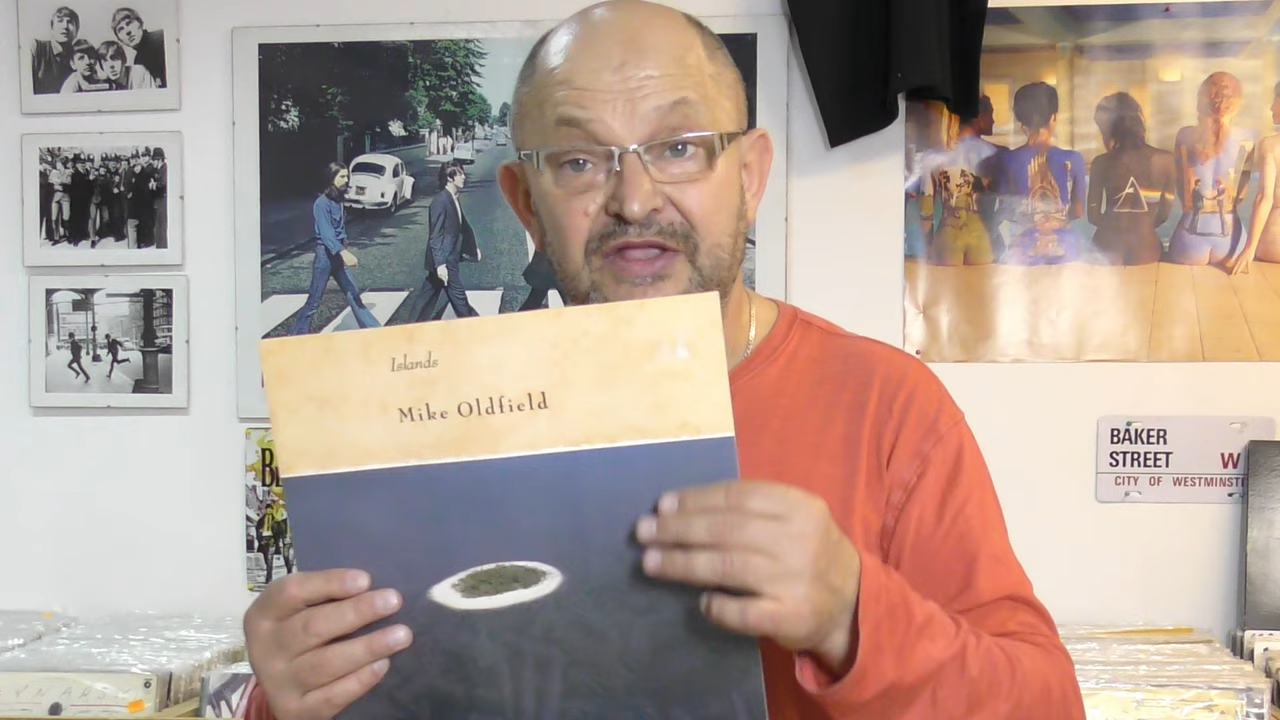 Islands
Mike Oldfield
BAKER
STREET W
CITY OF WESTMINST